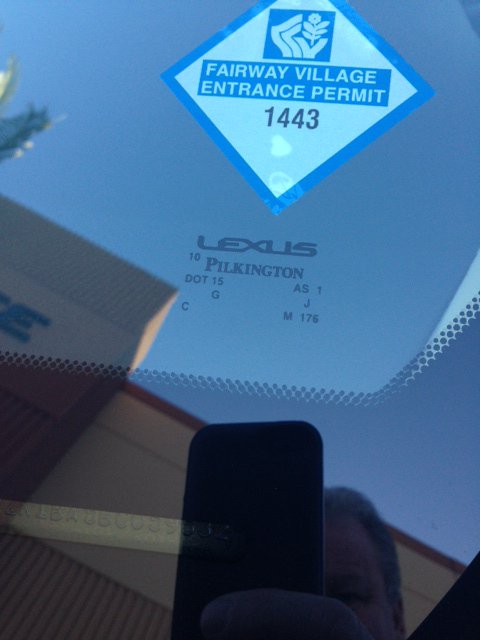 FAIRWAY VILLAGE
ENTRANCE PERMIT
1443
LEXUS
10 PILKINGTON
DOT 15 AS 1
G J
C M 176